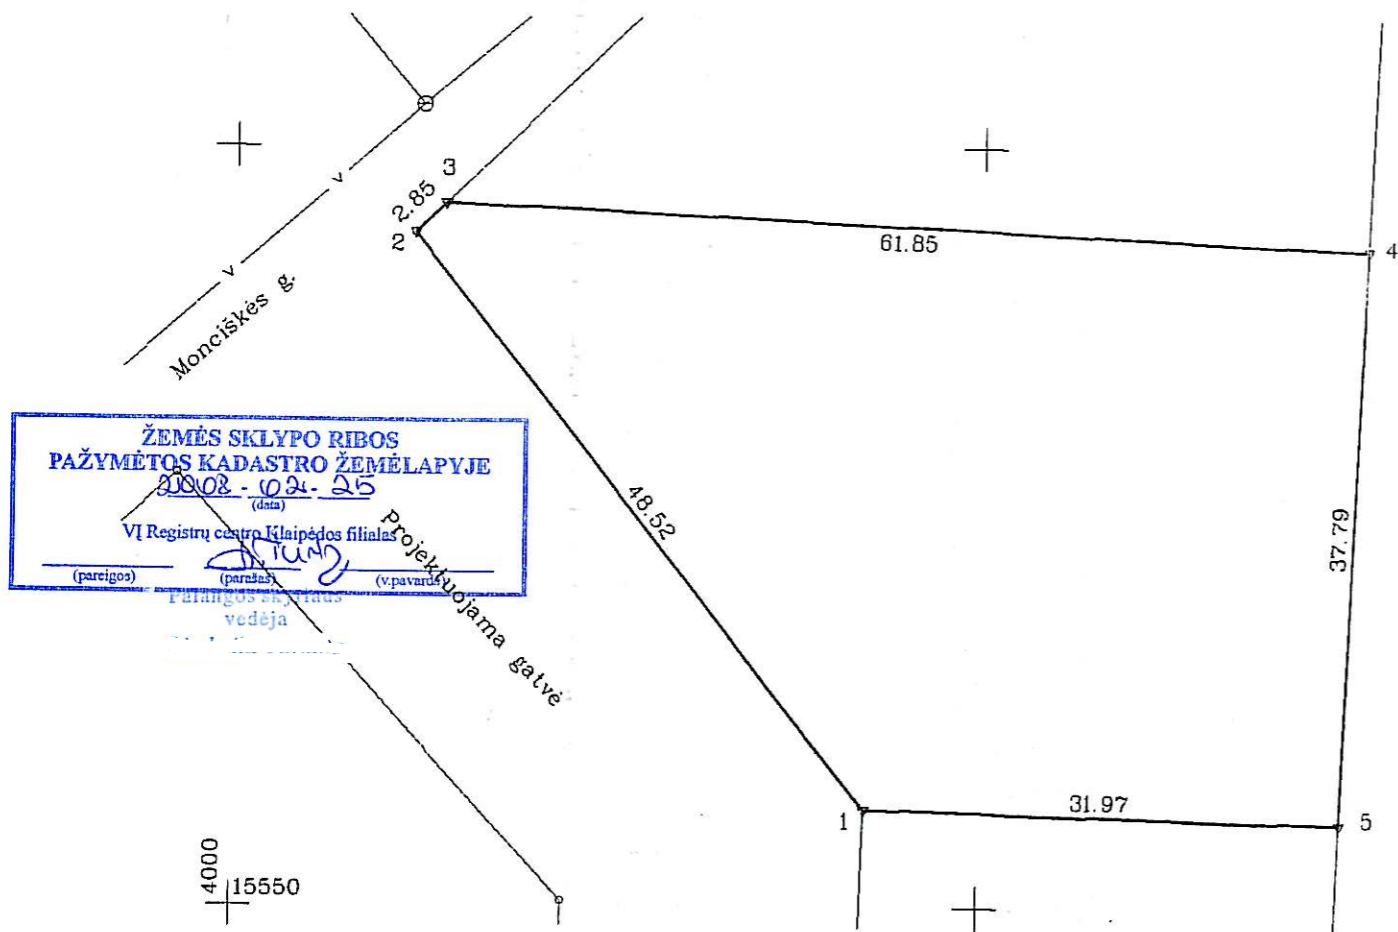 3
2.85
2
61.85
4
Monciškės g.
ŽEMĖS SKLYPO RIBOS
PAŽYMĖTOS KADASTRO ŽEMĖLAPYJE
2008 - 02 - 25
(data)
VĮ Registrų centro Klaipėdos filialas
(pareigos) (parašas) (v.pavardė)
Palangos skyriaus
vedėja
Projektuojama gatvė
48.52
37.79
1
31.97
5
4000
15550